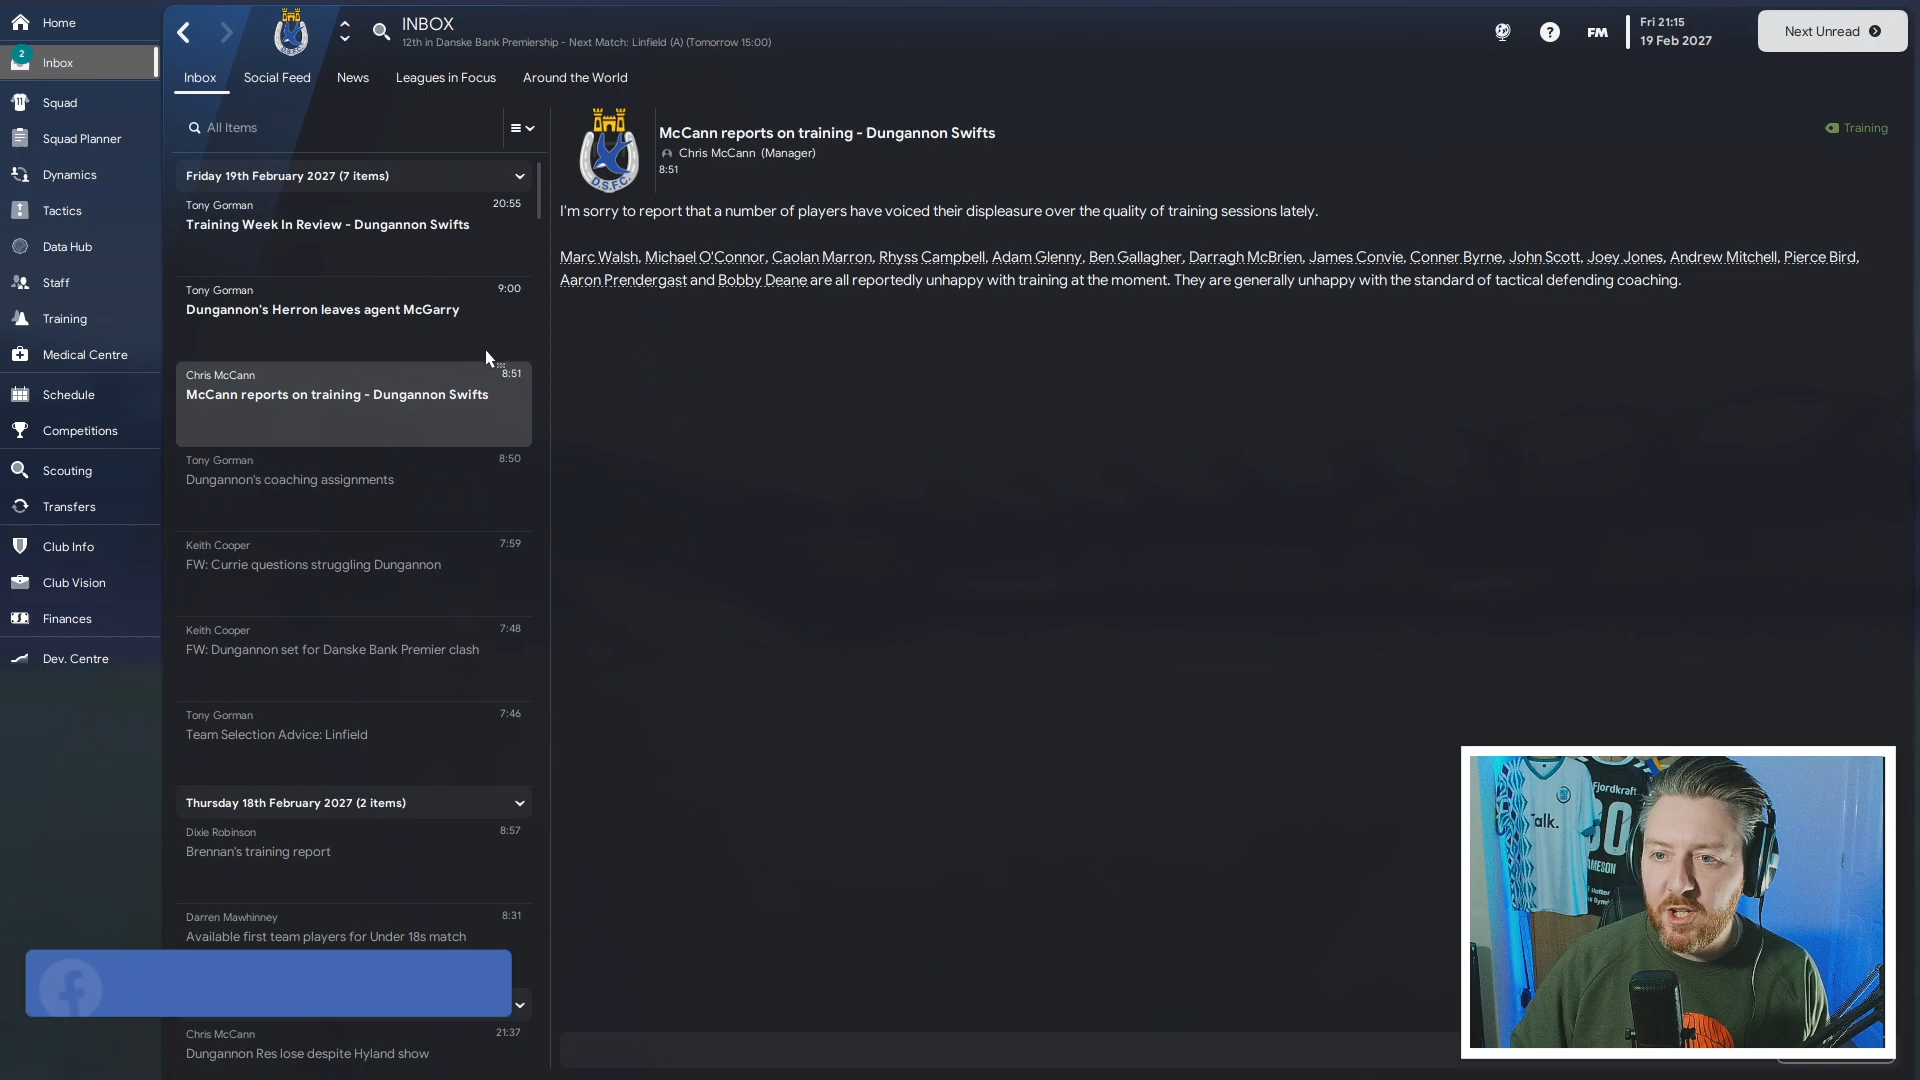 Home
2
Inbox
Squad
Squad Planner
Dynamics
Tactics
Data Hub
Staff
Training
Medical Centre
Schedule
Competitions
Scouting
Transfers
Club Info
Club Vision
Finances
Dev. Centre
D.S.F.C.
INBOX
12th in Danske Bank Premiership - Next Match: Linfield (A) (Tomorrow 15:00)
FM
Fri 21:15
19 Feb 2027
Next Unread
Inbox
Social Feed
News
Leagues in Focus
Around the World
All Items
Friday 19th February 2027 (7 items)
Tony Gorman 20:55
Training Week In Review - Dungannon Swifts
Tony Gorman 9:00
Dungannon's Herron leaves agent McGarry
Chris McCann 8:51
McCann reports on training - Dungannon Swifts
Tony Gorman 8:50
Dungannon's coaching assignments
Keith Cooper 7:59
FW: Currie questions struggling Dungannon
Keith Cooper 7:48
FW: Dungannon set for Danske Bank Premier clash
Tony Gorman 7:46
Team Selection Advice: Linfield
Thursday 18th February 2027 (2 items)
Dixie Robinson 8:57
Brennan's training report
Darren Mawhinney 8:31
Available first team players for Under 18s match
Chris McCann 21:37
Dungannon Res lose despite Hyland show
D.S.F.C.
McCann reports on training - Dungannon Swifts
Chris McCann (Manager)
8:51
Training
I'm sorry to report that a number of players have voiced their displeasure over the quality of training sessions lately.
Marc Walsh, Michael O'Connor, Caolan Marron, Rhyss Campbell, Adam Glenny, Ben Gallagher, Darragh McBrien, James Convie, Conner Byrne, John Scott, Joey Jones, Andrew Mitchell, Pierce Bird,
Aaron Prendergast and Bobby Deane are all reportedly unhappy with training at the moment. They are generally unhappy with the standard of tactical defending coaching.
Fjordkraft